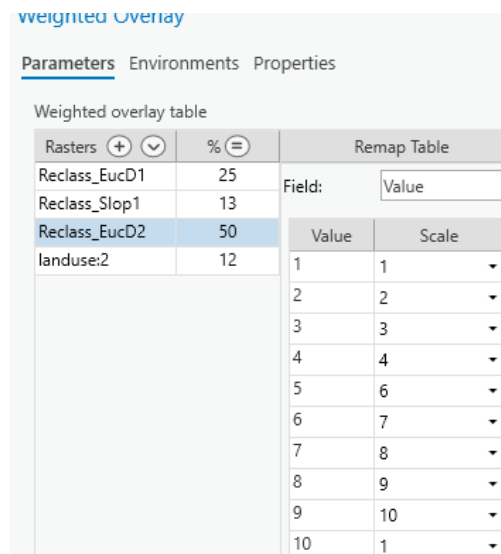 Weighted Overlay
Parameters Environments Properties
Weighted overlay table
Rasters % Remap Table
Reclass_EucD1 25
Reclass_Slop1 13
Reclass_EucD2 50
landuse:2 12
Field: Value
Value Scale
1 1
2 2
3 3
4 4
5 6
6 7
7 8
8 9
9 10
10 1